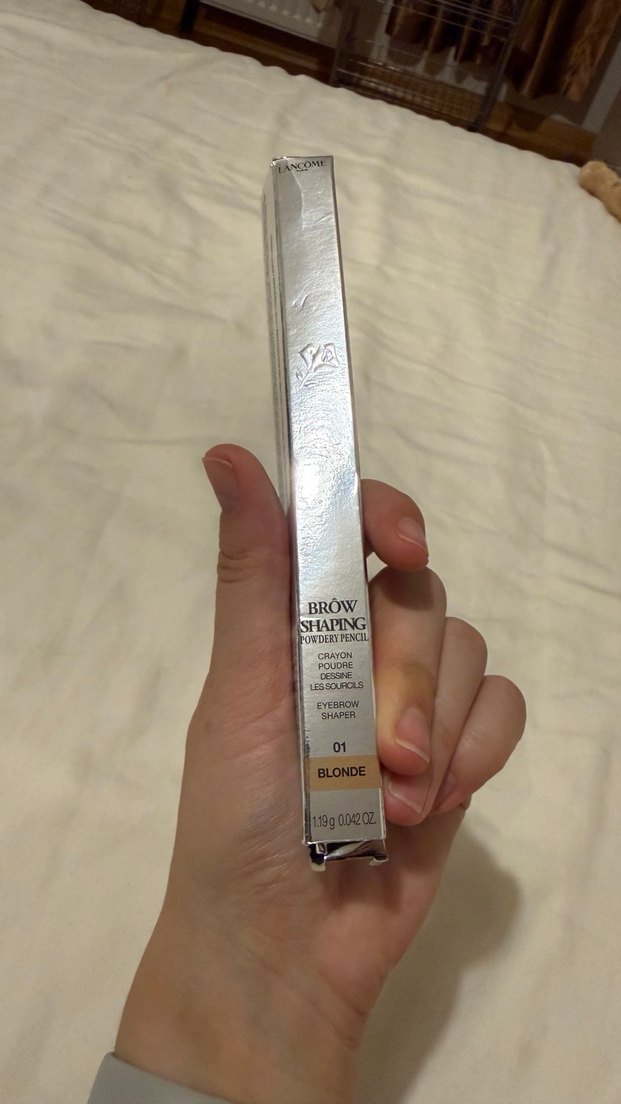 LANCÔME
BRÔW
SHAPING
POWDERY PENCIL
CRAYON
POUDRE
DESSINE
LES SOURCILS
EYEBROW
SHAPER
01
BLONDE
1.19 g 0.042 OZ.